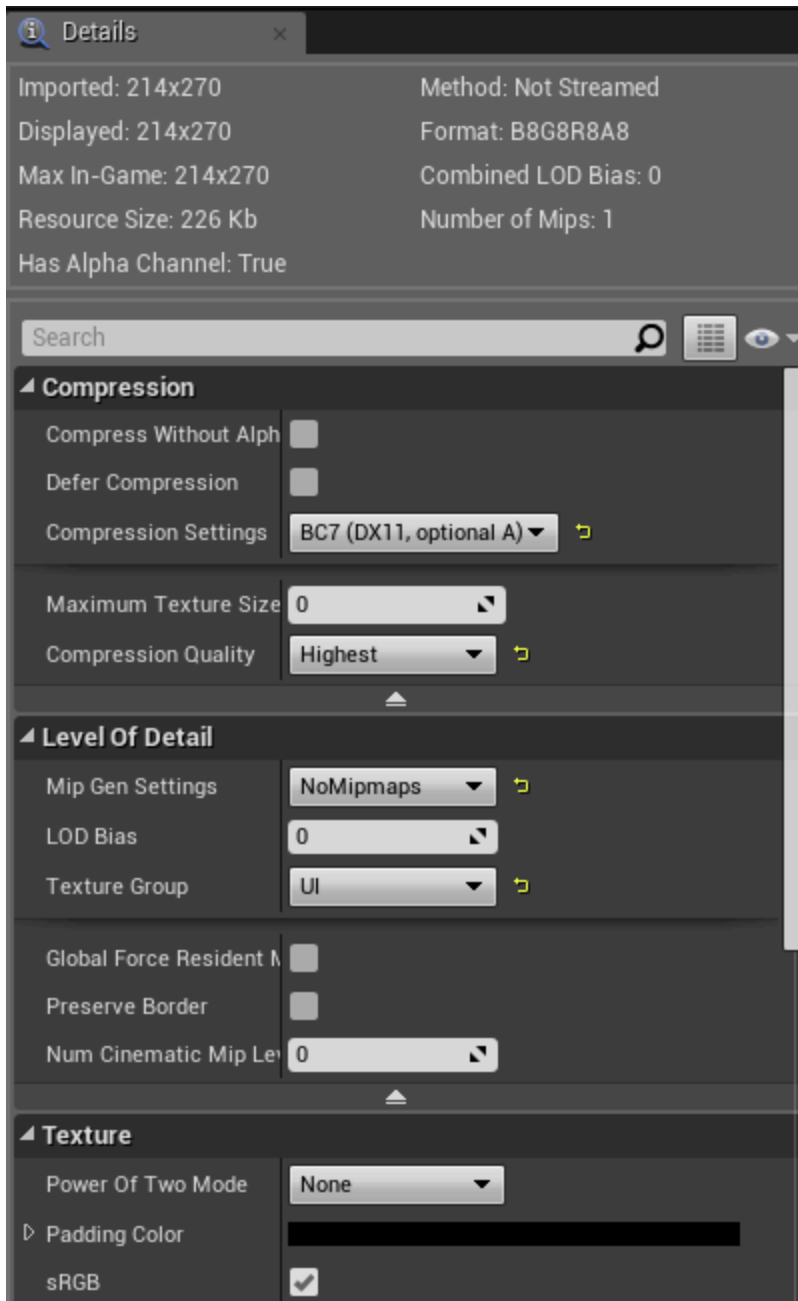 Details
Imported: 214x270 Method: Not Streamed
Displayed: 214x270 Format: B8G8R8A8
Max In-Game: 214x270 Combined LOD Bias: 0
Resource Size: 226 Kb Number of Mips: 1
Has Alpha Channel: True
Search
Compression
Compress Without Alph
Defer Compression
Compression Settings BC7 (DX11, optional A)
Maximum Texture Size 0
Compression Quality Highest
Level Of Detail
Mip Gen Settings NoMipmaps
LOD Bias 0
Texture Group UI
Global Force Resident M
Preserve Border
Num Cinematic Mip Lev 0
Texture
Power Of Two Mode None
Padding Color
sRGB